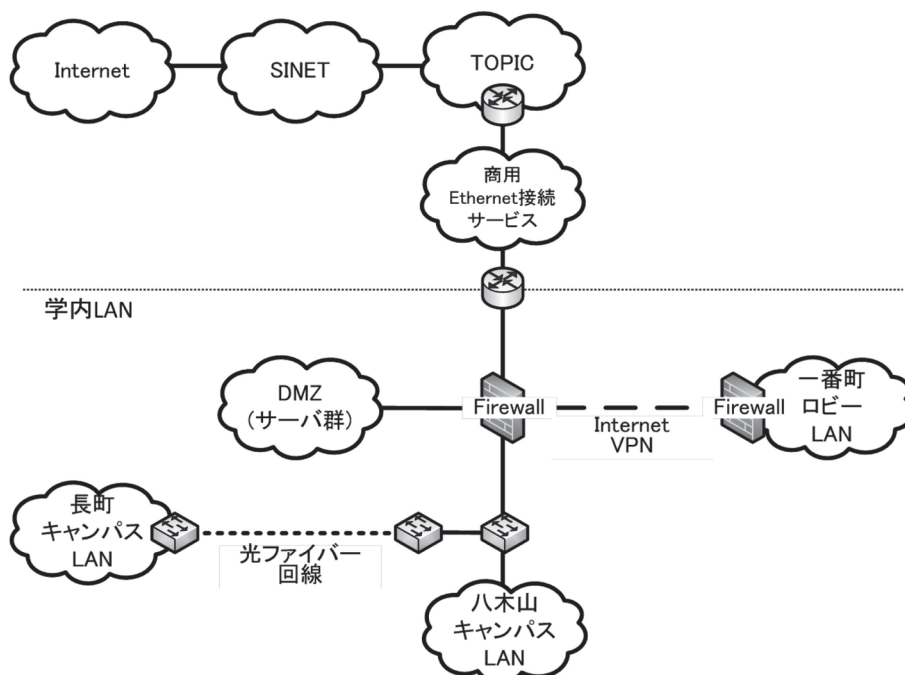 Internet
SINET
TOPIC
商用
Ethernet接続
サービス
学内LAN
DMZ
(サーバ群)
Firewall
Internet
VPN
Firewall
一番町
ロビー
LAN
長町
キャンパス
LAN
光ファイバー
回線
八木山
キャンパス
LAN